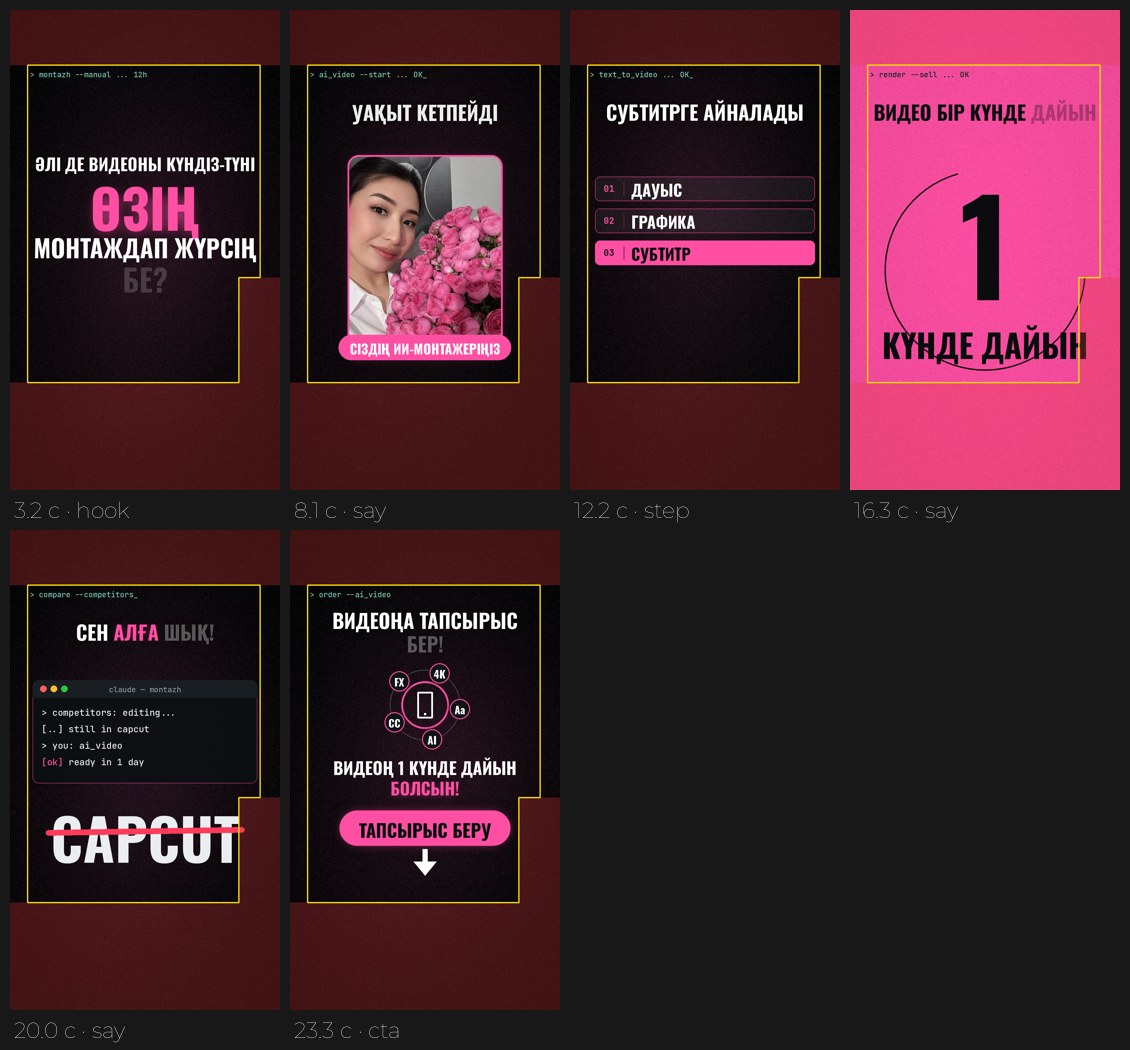 > montazh --manual ... 12h
ӘЛІ ДЕ ВИДЕОНЫ КҮНДІЗ-ТҮНІ
ӨЗІҢ
МОНТАЖДАП ЖҮРСІҢ
БЕ?
3.2 с · hook
> ai_video --start ... OK_
УАҚЫТ КЕТПЕЙДІ
СІЗДІҢ ИИ-МОНТАЖЕРІҢІЗ
8.1 с · say
> text_to_video ... OK_
СУБТИТРГЕ АЙНАЛАДЫ
01 ДАУЫС
02 ГРАФИКА
03 СУБТИТР
12.2 с · step
> render --sell ... OK
ВИДЕО БІР КҮНДЕ ДАЙЫН
1
КҮНДЕ ДАЙЫН
16.3 с · say
> compare --competitors_
СЕН АЛҒА ШЫҚ!
claude — montazh
> competitors: editing...
[..] still in capcut
> you: ai_video
[ok] ready in 1 day
CAPCUT
20.0 с · say
> order --ai_video
ВИДЕОҢА ТАПСЫРЫС
БЕР!
FX
4K
Aa
CC
AI
ВИДЕОҢ 1 КҮНДЕ ДАЙЫН
БОЛСЫН!
ТАПСЫРЫС БЕРУ
23.3 с · cta